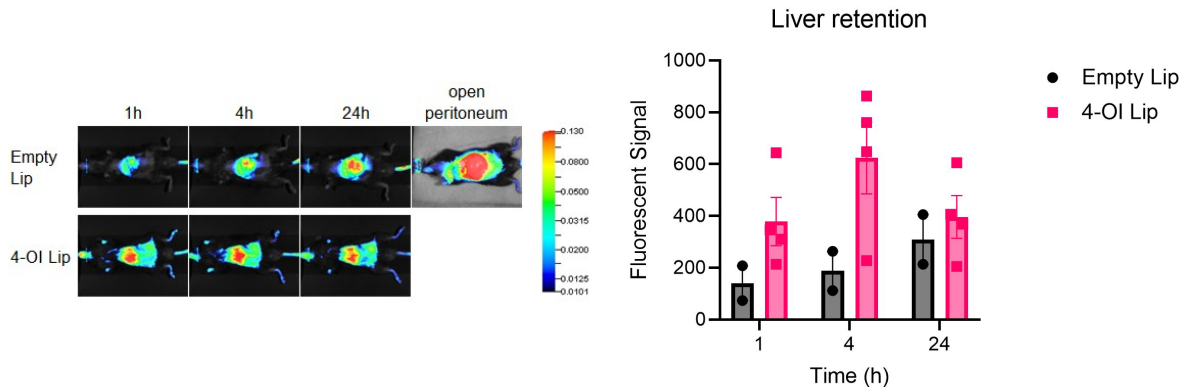 1h
4h
24h
open
peritoneum
Empty
Lip
4-OI Lip
0.130
0.0800
0.0500
0.0315
0.0200
0.0125
0.0101
Liver retention
Fluorescent Signal
1000
800
600
400
200
0
1
4
24
Time (h)
Empty Lip
4-OI Lip